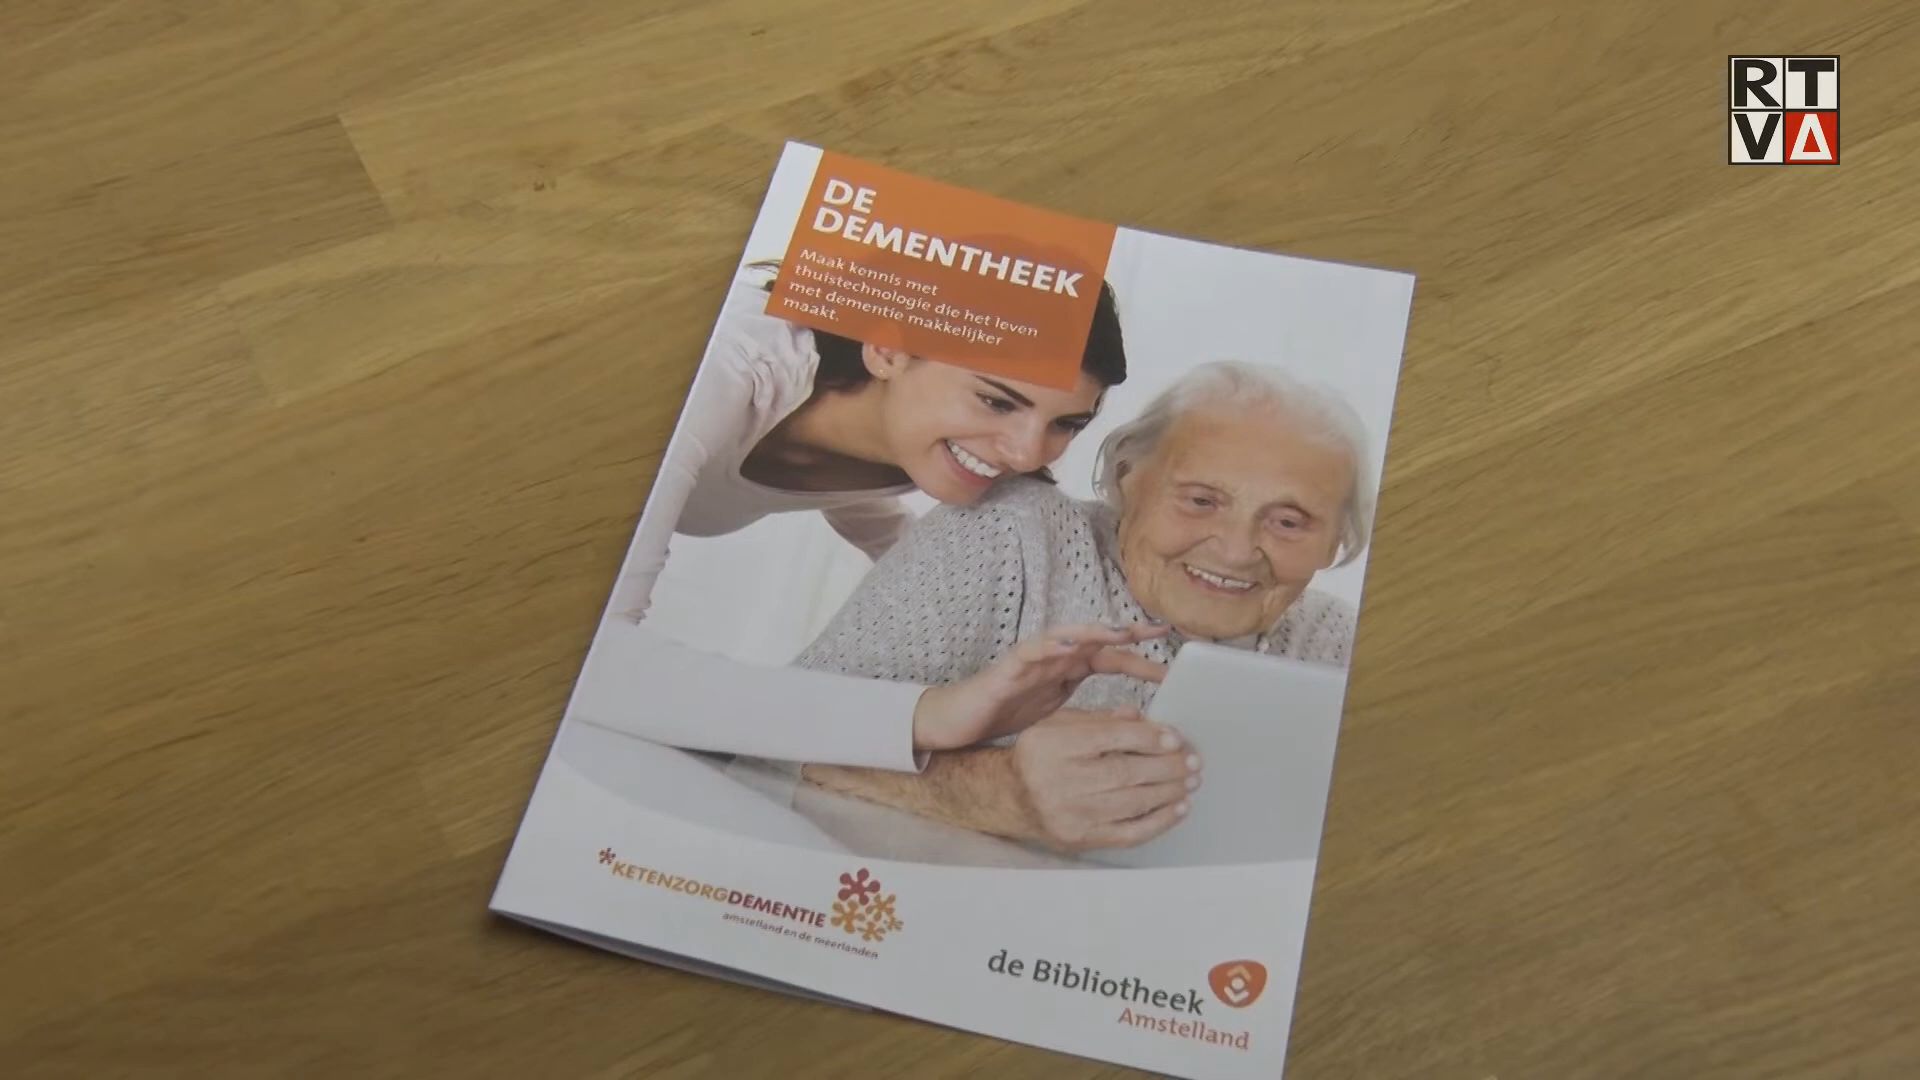 RT
VA
DE
DEMENTHEEK
Maak kennis met
thuistechnologie die het leven
met dementie makkelijker
maakt.
KETENZORGDEMENTIE
amstelland en de meerlanden
de Bibliotheek
Amstelland